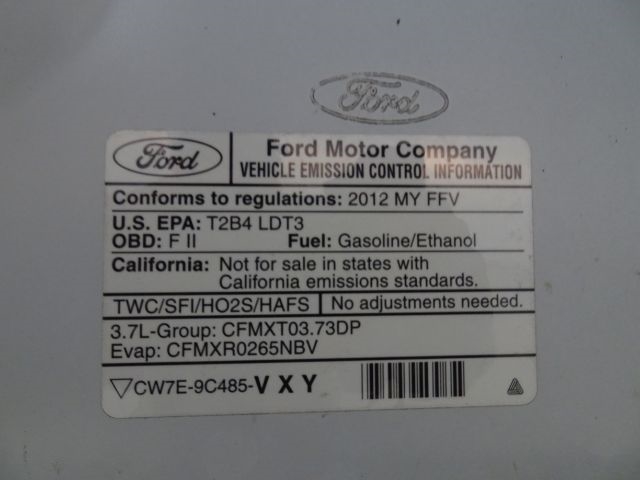 Ford
Ford
Ford Motor Company
VEHICLE EMISSION CONTROL INFORMATION
Conforms to regulations: 2012 MY FFV
U.S. EPA: T2B4 LDT3
OBD: F II Fuel: Gasoline/Ethanol
California: Not for sale in states with
California emissions standards.
TWC/SFI/HO2S/HAFS No adjustments needed.
3.7L-Group: CFMXT03.73DP
Evap: CFMXR0265NBV
CW7E-9C485-V X Y